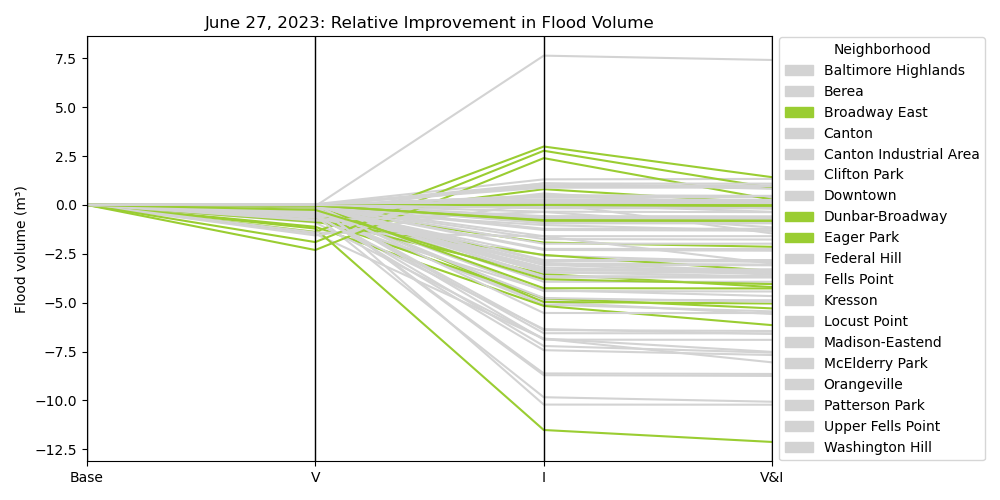 June 27, 2023: Relative Improvement in Flood Volume
Flood volume (m³)
7.5
5.0
2.5
0.0
−2.5
−5.0
−7.5
−10.0
−12.5
Base
V
I
V&I
Neighborhood
Baltimore Highlands
Berea
Broadway East
Canton
Canton Industrial Area
Clifton Park
Downtown
Dunbar-Broadway
Eager Park
Federal Hill
Fells Point
Kresson
Locust Point
Madison-Eastend
McElderry Park
Orangeville
Patterson Park
Upper Fells Point
Washington Hill